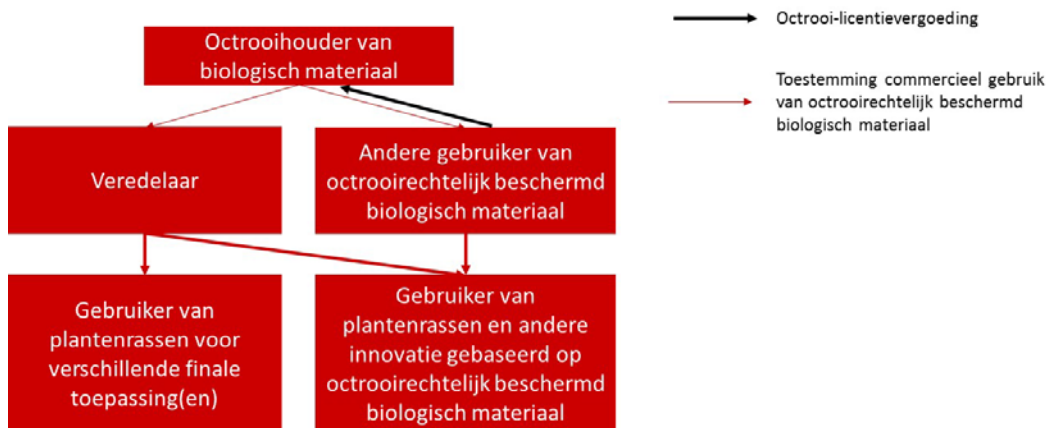 Octrooihouder van
biologisch materiaal
Octrooi-licentievergoeding
Toestemming commercieel gebruik
van octrooirechtelijk beschermd
biologisch materiaal
Veredelaar
Andere gebruiker van
octrooirechtelijk beschermd
biologisch materiaal
Gebruiker van
plantenrassen voor
verschillende finale
toepassing(en)
Gebruiker van
plantenrassen en andere
innovatie gebaseerd op
octrooirechtelijk beschermd
biologisch materiaal